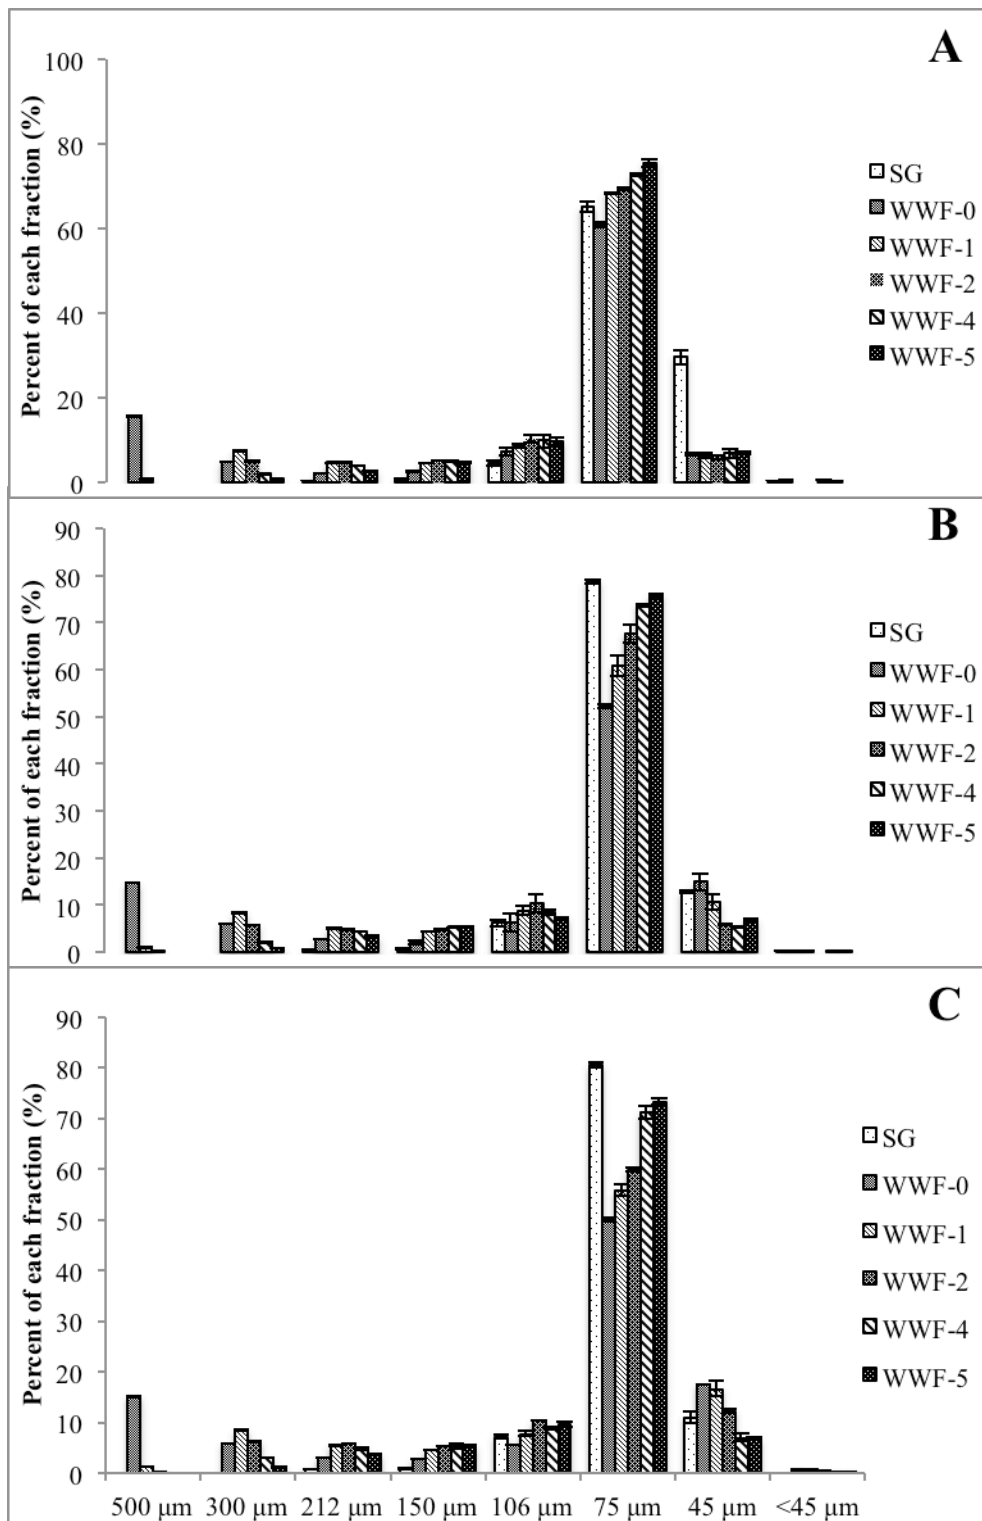 A
Percent of each fraction (%)
100
80
60
40
20
0
SG
WWF-0
WWF-1
WWF-2
WWF-4
WWF-5
B
Percent of each fraction (%)
90
80
70
60
50
40
30
20
10
0
SG
WWF-0
WWF-1
WWF-2
WWF-4
WWF-5
C
Percent of each fraction (%)
90
80
70
60
50
40
30
20
10
0
SG
WWF-0
WWF-1
WWF-2
WWF-4
WWF-5
500 µm 300 µm 212 µm 150 µm 106 µm 75 µm 45 µm <45 µm